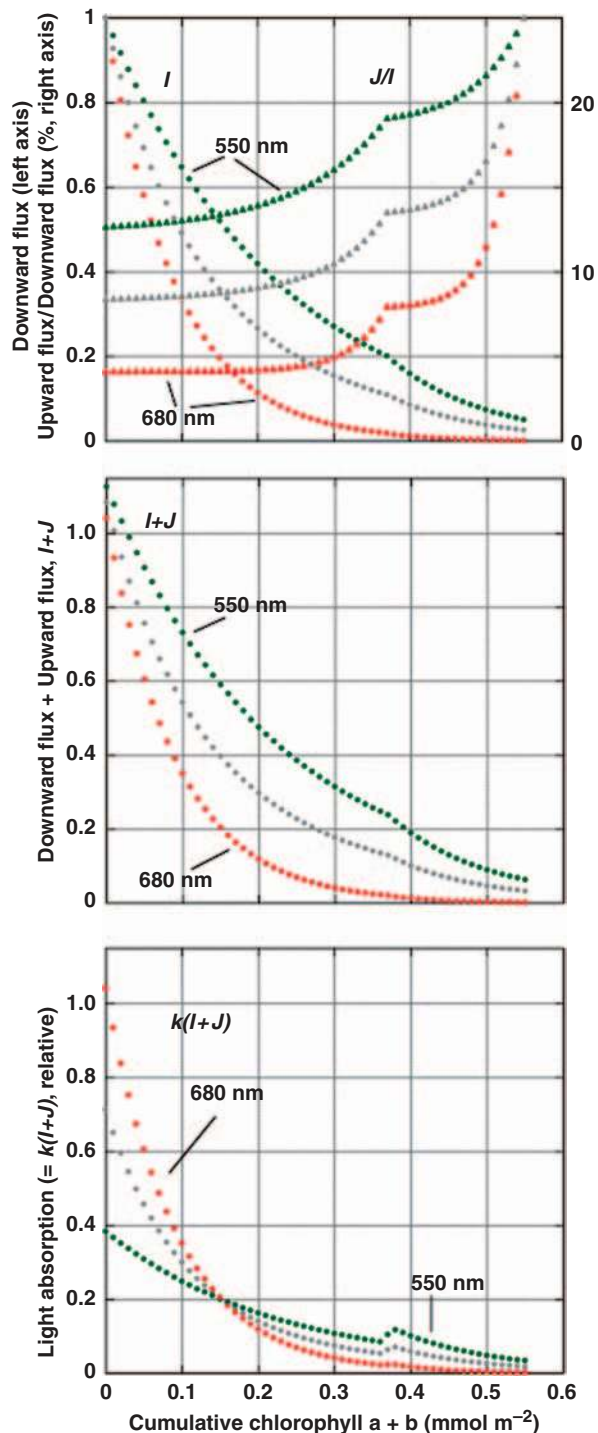 Downward flux (left axis)
Upward flux/Downward flux (%, right axis)
1
0.8
0.6
0.4
0.2
0
20
10
0
I
J/I
550 nm
680 nm
Downward flux + Upward flux, I+J
1.0
0.8
0.6
0.4
0.2
0
I+J
550 nm
680 nm
Light absorption (= k(I+J), relative)
1.0
0.8
0.6
0.4
0.2
0
k(I+J)
680 nm
550 nm
0 0.1 0.2 0.3 0.4 0.5 0.6
Cumulative chlorophyll a + b (mmol m⁻²)